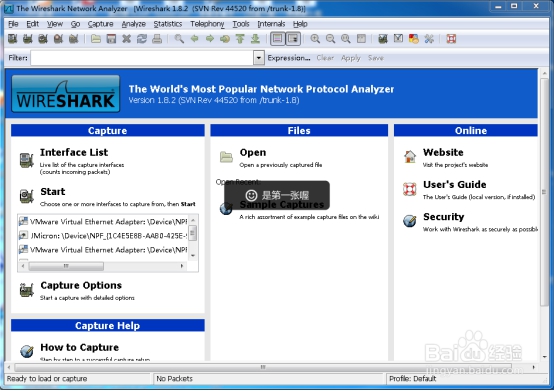 The Wireshark Network Analyzer [Wireshark 1.8.2 (SVN Rev 44520 from /trunk-1.8)]
File Edit View Go Capture Analyze Statistics Telephony Tools Internals Help
Filter: Expression... Clear Apply Save
WIRESHARK
The World's Most Popular Network Protocol Analyzer
Version 1.8.2 (SVN Rev 44520 from /trunk-1.8)
Capture
Interface List
Live list of the capture interfaces
(counts incoming packets)
Start
Choose one or more interfaces to capture from, then Start
VMware Virtual Ethernet Adapter: \Device\NPF
JMicron: \Device\NPF_{1C4E5E8B-AAB0-425E-
VMware Virtual Ethernet Adapter: \Device\NPF
Capture Options
Start a capture with detailed options
Capture Help
How to Capture
Step by step to a successful capture setup
Files
Open
Open a previously captured file
Open Recent:
是第一张喔
Sample Captures
A rich assortment of example capture files on the wiki
Online
Website
Visit the project's website
User's Guide
The User's Guide (local version, if installed)
Security
Work with Wireshark as securely as possible
Baidu 经验
jingyan.baidu.com
Ready to load or capture No Packets Profile: Default